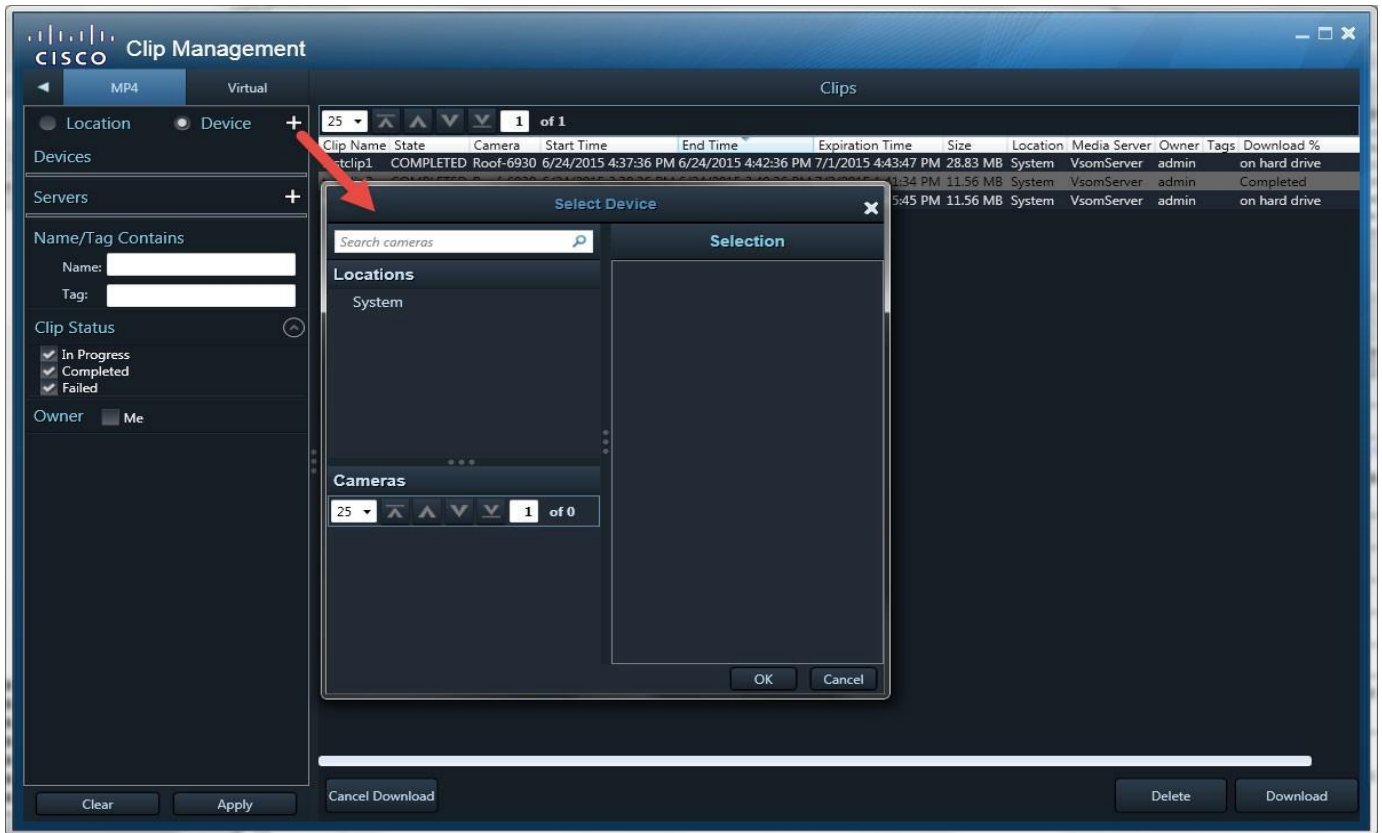 CISCO Clip Management
MP4 Virtual
Clips
Location Device +
25 1 of 1
Devices
Servers +
Name/Tag Contains
Name:
Tag:
Clip Status
In Progress
Completed
Failed
Owner Me
Clip Name State Camera Start Time End Time Expiration Time Size Location Media Server Owner Tags Download %
COMPLETED Roof-6930 6/24/2015 4:37:36 PM 6/24/2015 4:42:36 PM 7/1/2015 4:43:47 PM 28.83 MB System VsomServer admin on hard drive
PM 11.56 MB System VsomServer admin Completed
5:45 PM 11.56 MB System VsomServer admin on hard drive
Select Device
Search cameras
Selection
Locations
System
Cameras
25 1 of 0
OK Cancel
Clear Apply
Cancel Download
Delete Download